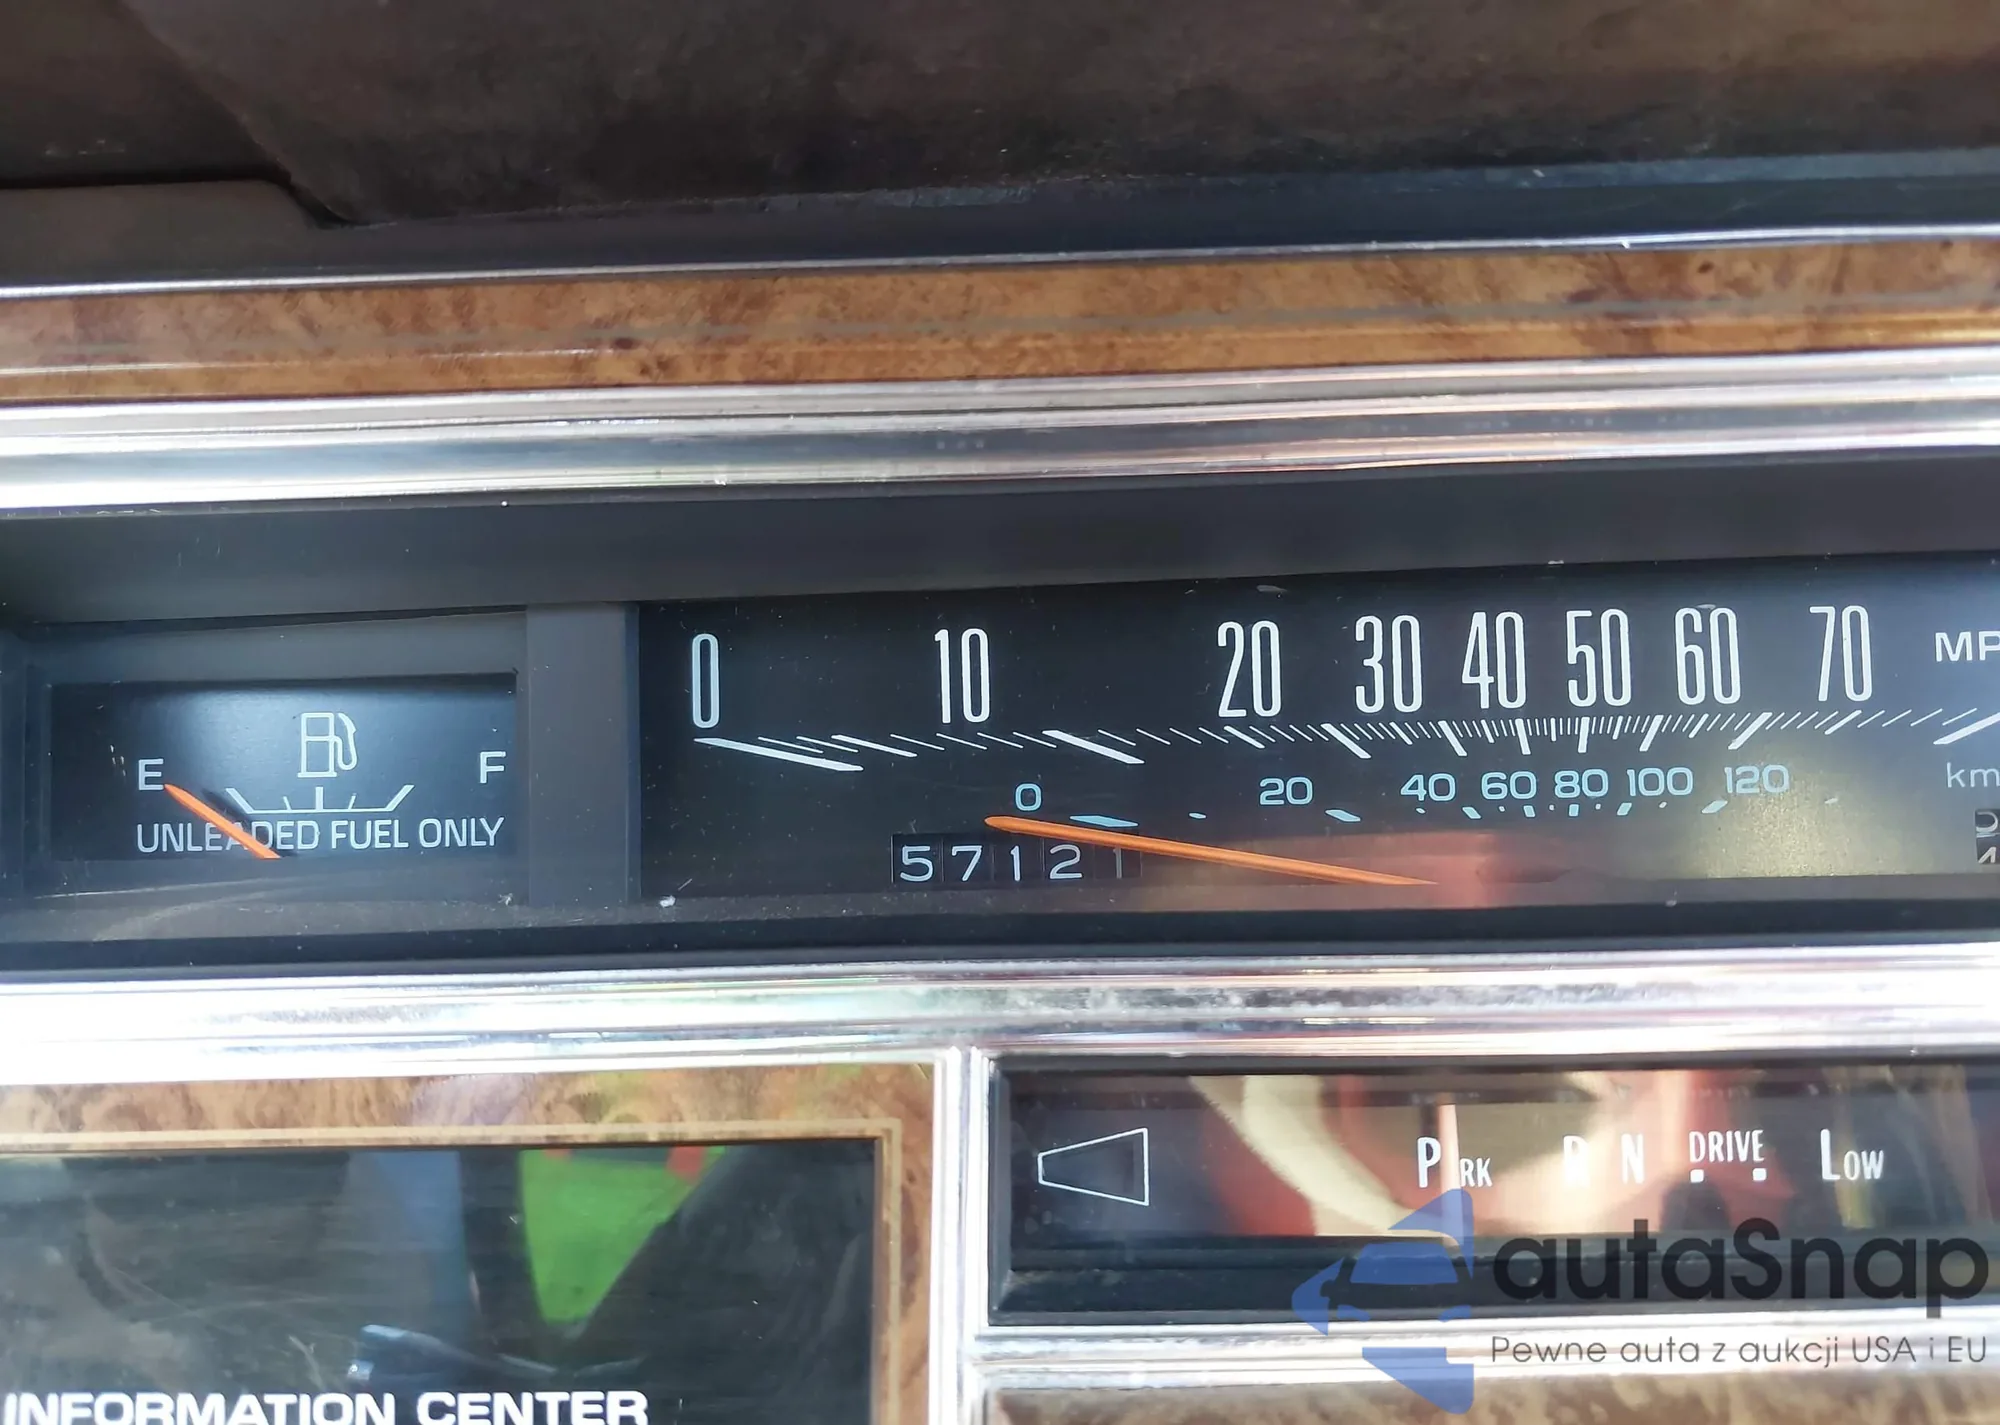 0 10 20 30 40 50 60 70
E F
0 20 40 60 80 100 120
UNLEADED FUEL ONLY
57121
PARK N DRIVE LOW
autaSnap
Pewne auta z aukcji USA i EU
INFORMATION CENTER